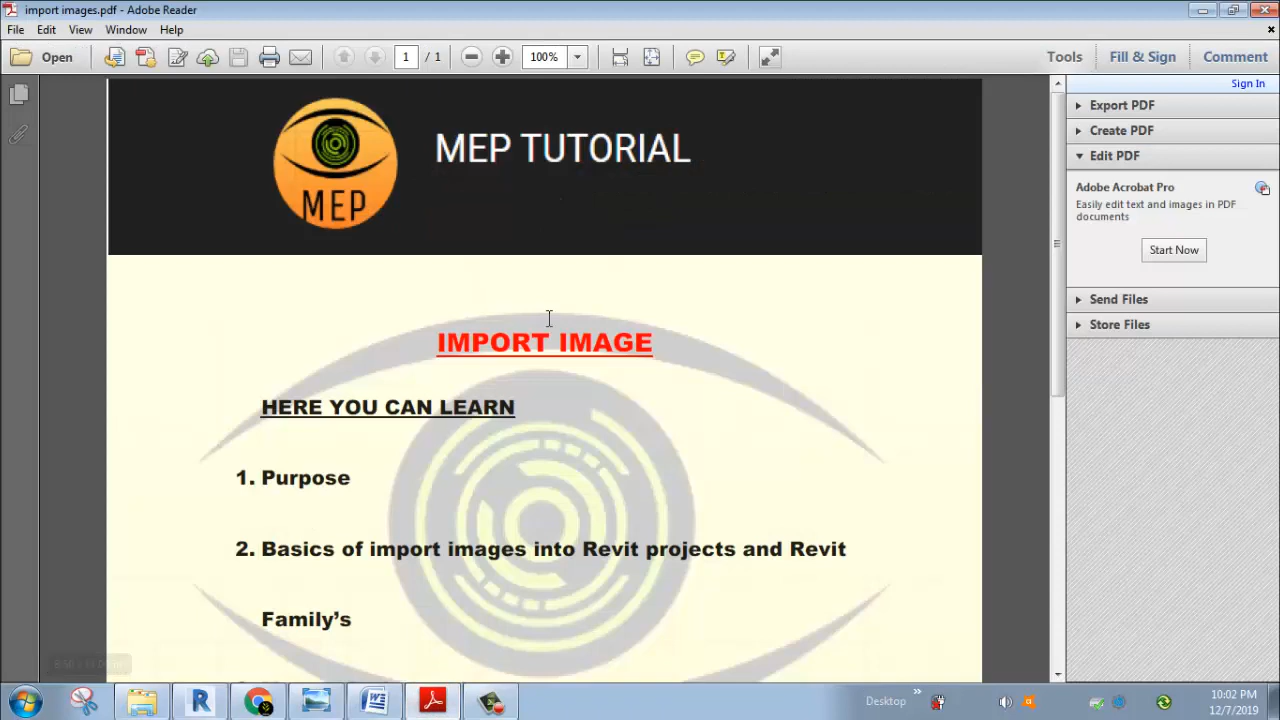 import images.pdf - Adobe Reader
File Edit View Window Help
Open
1 / 1
100%
Tools
Fill & Sign
Comment
Sign In
Export PDF
Create PDF
Edit PDF
Adobe Acrobat Pro
Easily edit text and images in PDF
documents
Start Now
Send Files
Store Files
MEP
MEP TUTORIAL
IMPORT IMAGE
HERE YOU CAN LEARN
1. Purpose
2. Basics of import images into Revit projects and Revit
Family’s
Desktop
10:02 PM
12/7/2019